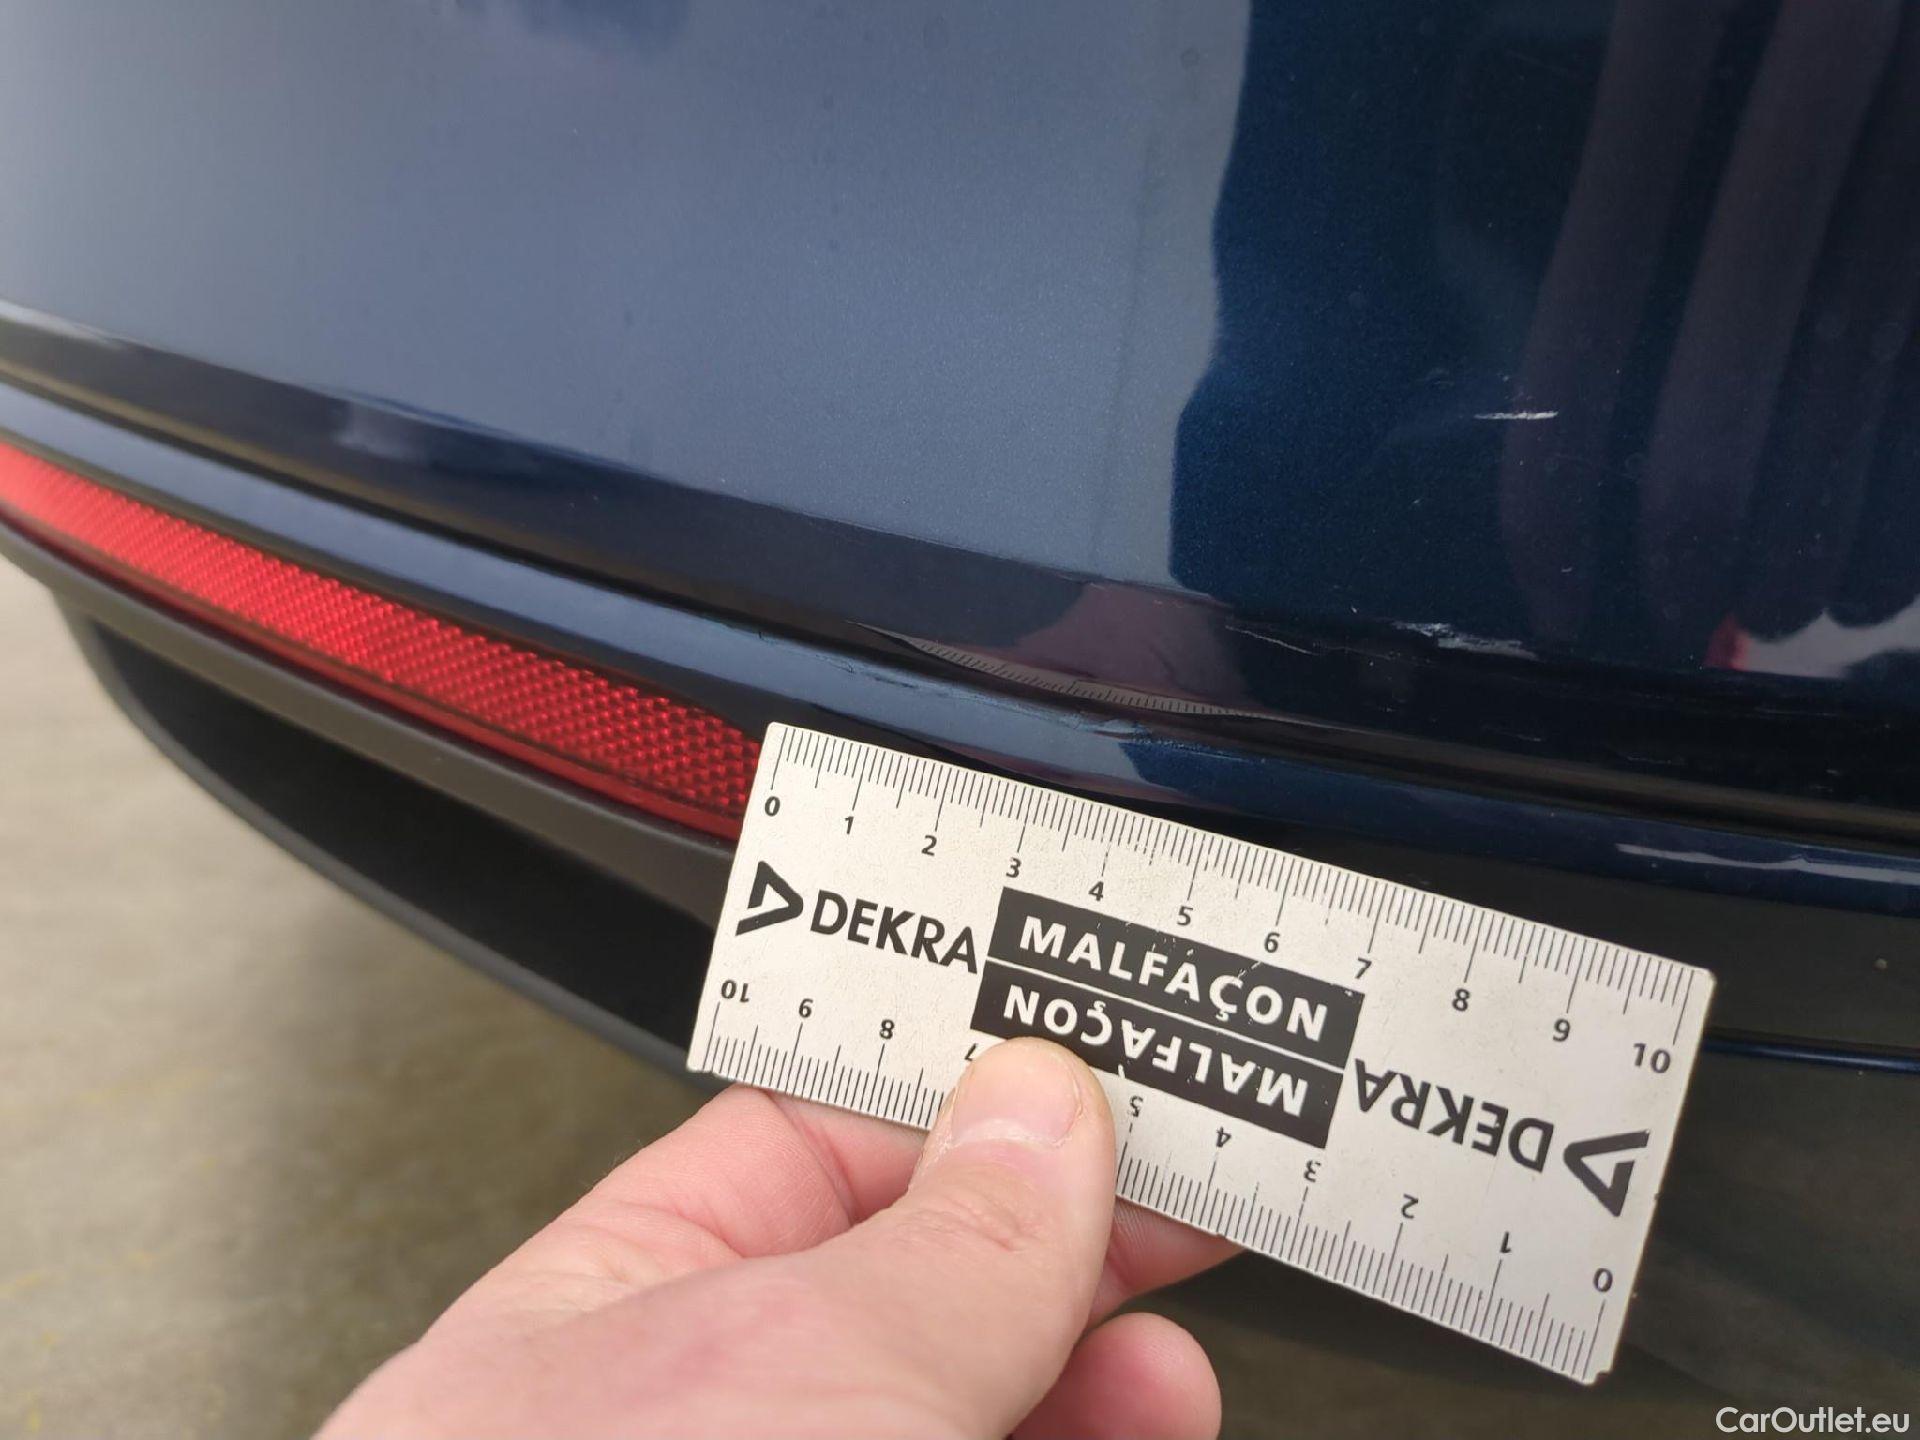 0 1 2 3 4 5 6 7 8 9 10
DEKRA MALFAÇON
MALFAÇON DEKRA
10 9 8 7 5 4 3 2 1 0
CarOutlet.eu